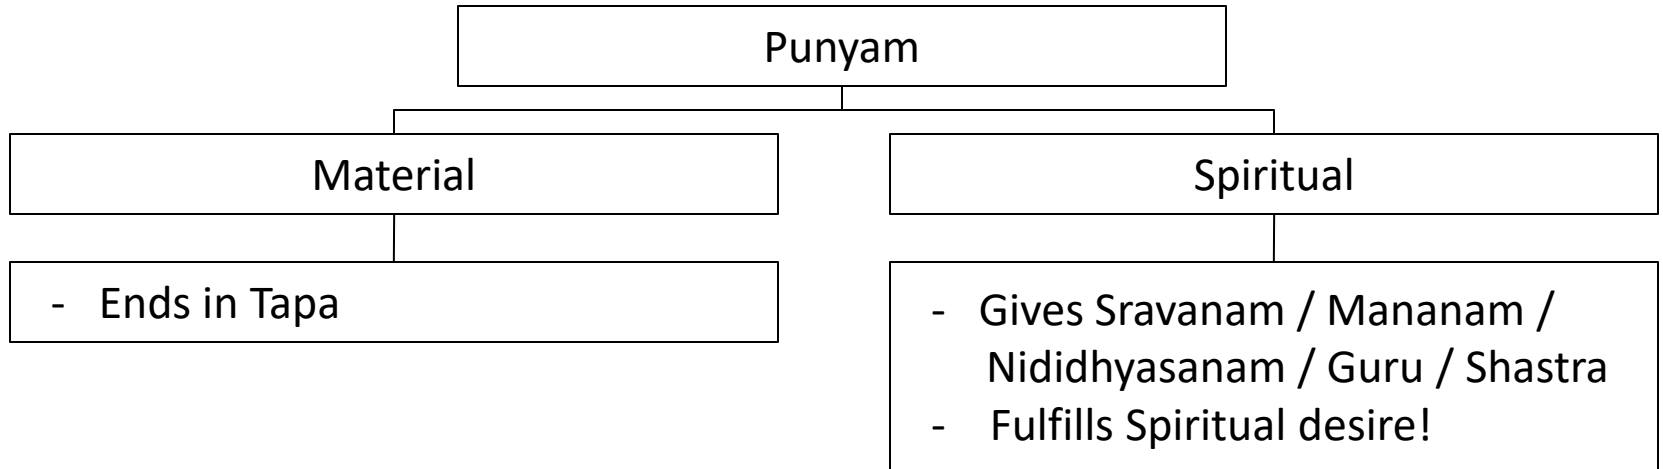 Punyam
Material
Spiritual
- Ends in Tapa
- Gives Sravanam / Mananam /
Nididhyasanam / Guru / Shastra
- Fulfills Spiritual desire!